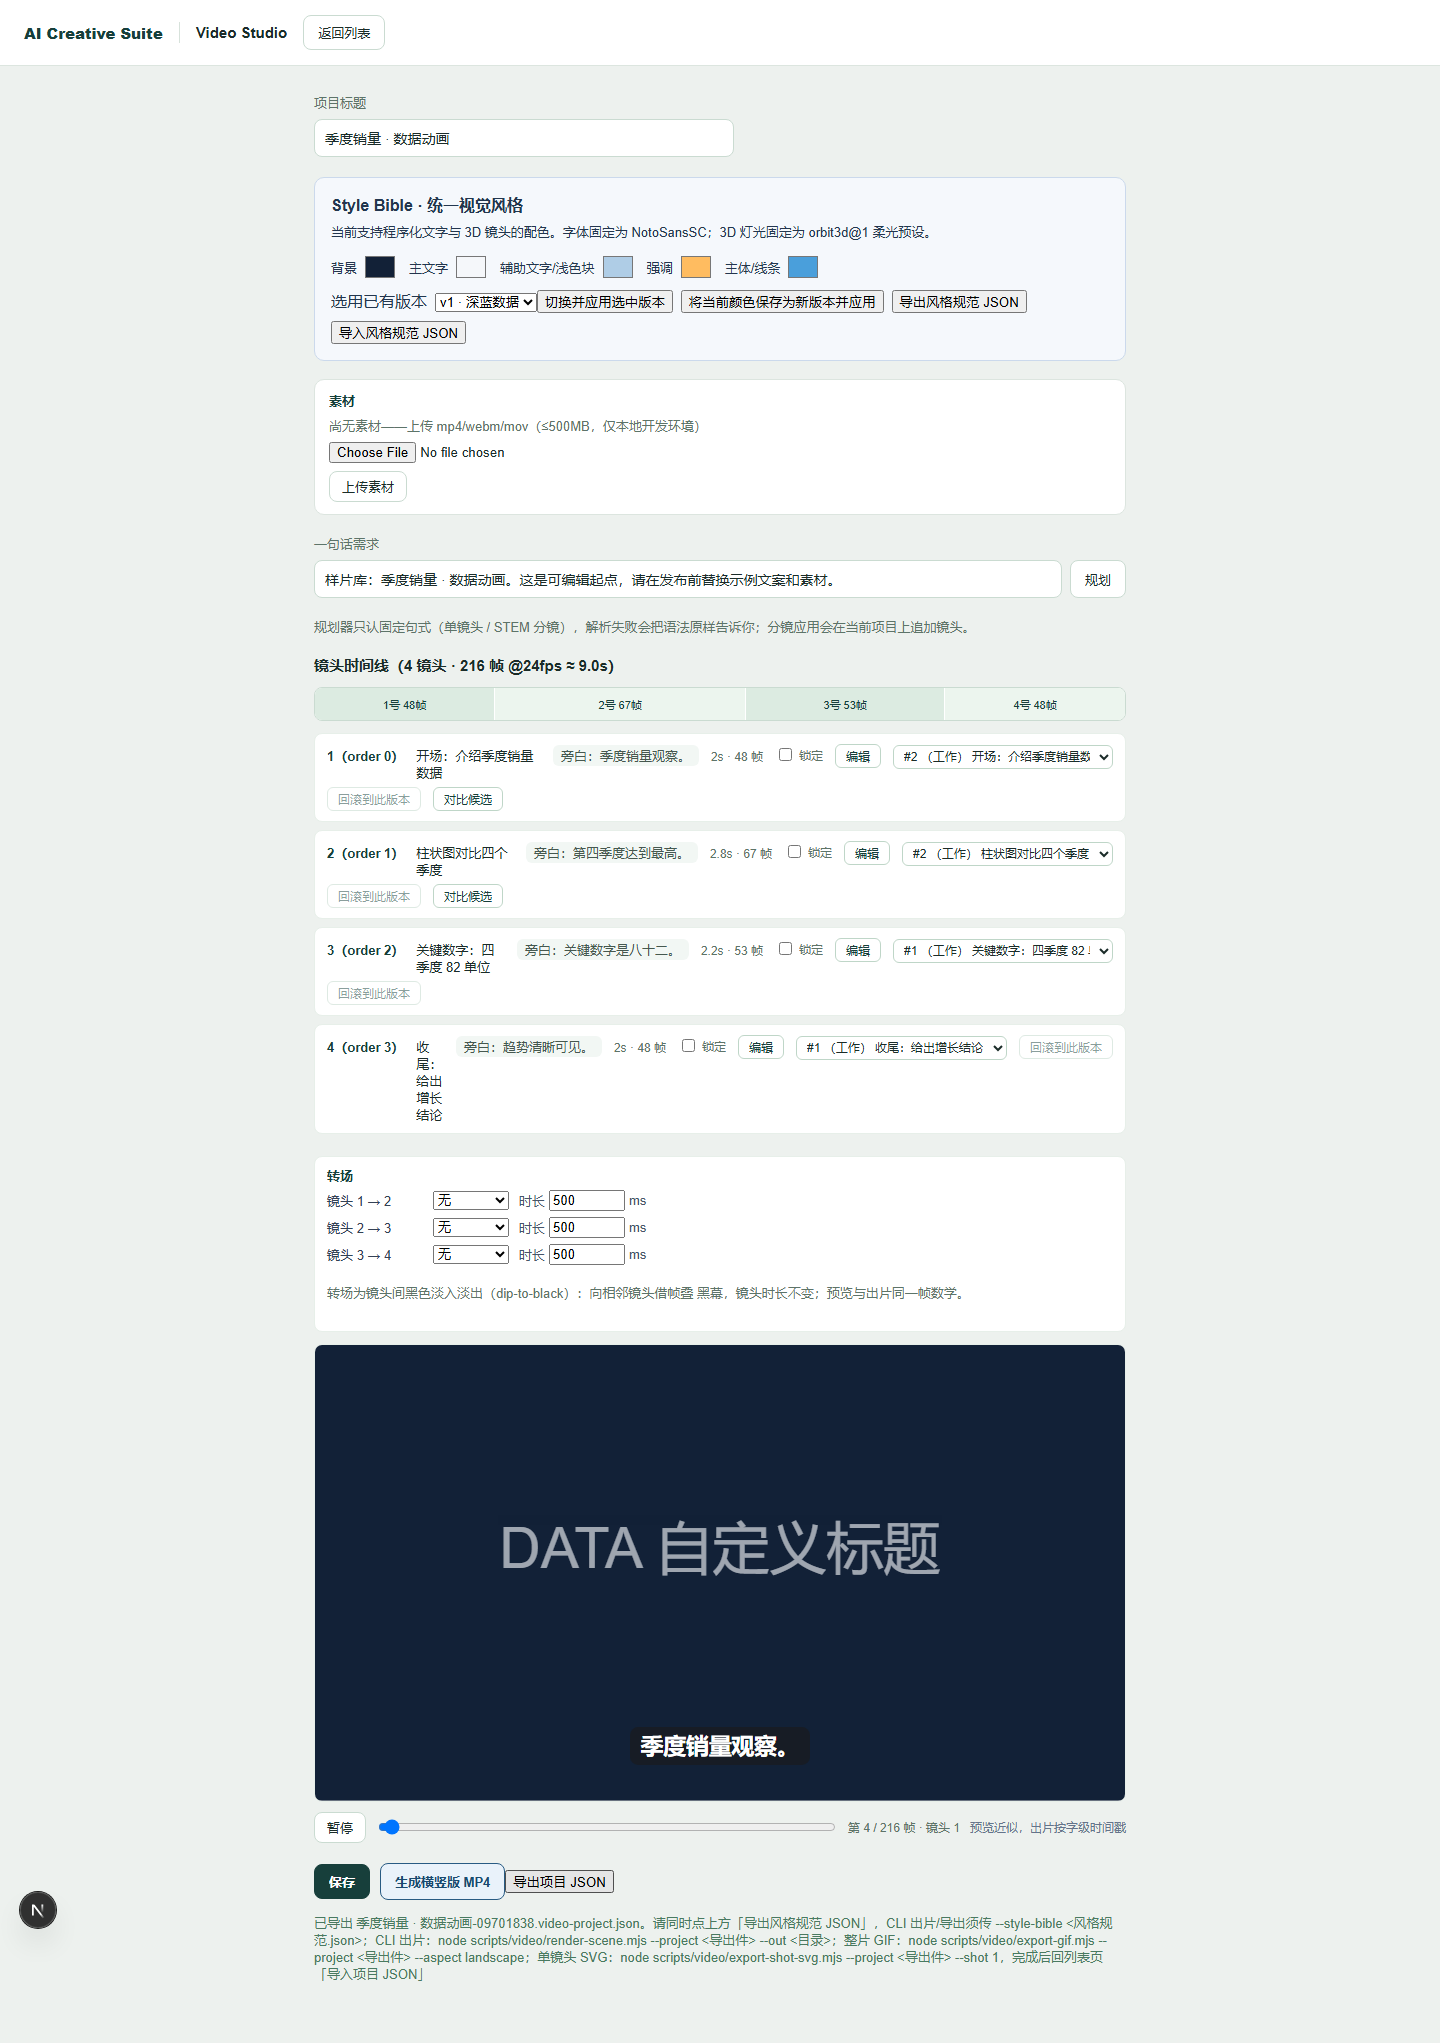 AI Creative Suite
Video Studio
返回列表
项目标题
季度销量 · 数据动画
Style Bible · 统一视觉风格
当前支持程序化文字与 3D 镜头的配色。字体固定为 NotoSansSC；3D 灯光固定为 orbit3d@1 柔光预设。
背景 主文字 辅助文字/浅色块 强调 主体/线条
选用已有版本 v1 · 深蓝数据 切换并应用选中版本 将当前颜色保存为新版本并应用 导出风格规范 JSON
导入风格规范 JSON
素材
尚无素材——上传 mp4/webm/mov（≤500MB，仅本地开发环境）
Choose File No file chosen
上传素材
一句话需求
样片库：季度销量 · 数据动画。这是可编辑起点，请在发布前替换示例文案和素材。 规划
规划器只认固定句式（单镜头 / STEM 分镜），解析失败会把语法原样告诉你；分镜应用会在当前项目上追加镜头。
镜头时间线（4 镜头 · 216 帧 @24fps ≈ 9.0s）
1号 48帧 2号 67帧 3号 53帧 4号 48帧
1（order 0） 开场：介绍季度销量 旁白：季度销量观察。 2s · 48 帧 锁定 编辑 #2 （工作） 开场：介绍季度销量数
数据
回滚到此版本 对比候选
2（order 1） 柱状图对比四个 旁白：第四季度达到最高。 2.8s · 67 帧 锁定 编辑 #2 （工作） 柱状图对比四个季度
季度
回滚到此版本 对比候选
3（order 2） 关键数字：四 旁白：关键数字是八十二。 2.2s · 53 帧 锁定 编辑 #1 （工作） 关键数字：四季度 82
季度 82 单位
回滚到此版本
4（order 3） 收 旁白：趋势清晰可见。 2s · 48 帧 锁定 编辑 #1 （工作） 收尾：给出增长结论 回滚到此版本
尾：
给出
增长
结论
转场
镜头 1 → 2 无 时长 500 ms
镜头 2 → 3 无 时长 500 ms
镜头 3 → 4 无 时长 500 ms
转场为镜头间黑色淡入淡出（dip-to-black）：向相邻镜头借帧叠 黑幕，镜头时长不变；预览与出片同一帧数学。
DATA 自定义标题
季度销量观察。
暂停 第 4 / 216 帧 · 镜头 1 预览近似，出片按字级时间戳
保存 生成横竖版 MP4 导出项目 JSON
N
已导出 季度销量 · 数据动画-09701838.video-project.json。请同时点上方「导出风格规范 JSON」，CLI 出片/导出须传 --style-bible <风格规
范.json>；CLI 出片：node scripts/video/render-scene.mjs --project <导出件> --out <目录>；整片 GIF：node scripts/video/export-gif.mjs --
project <导出件> --aspect landscape；单镜头 SVG：node scripts/video/export-shot-svg.mjs --project <导出件> --shot 1，完成后回列表页
「导入项目 JSON」